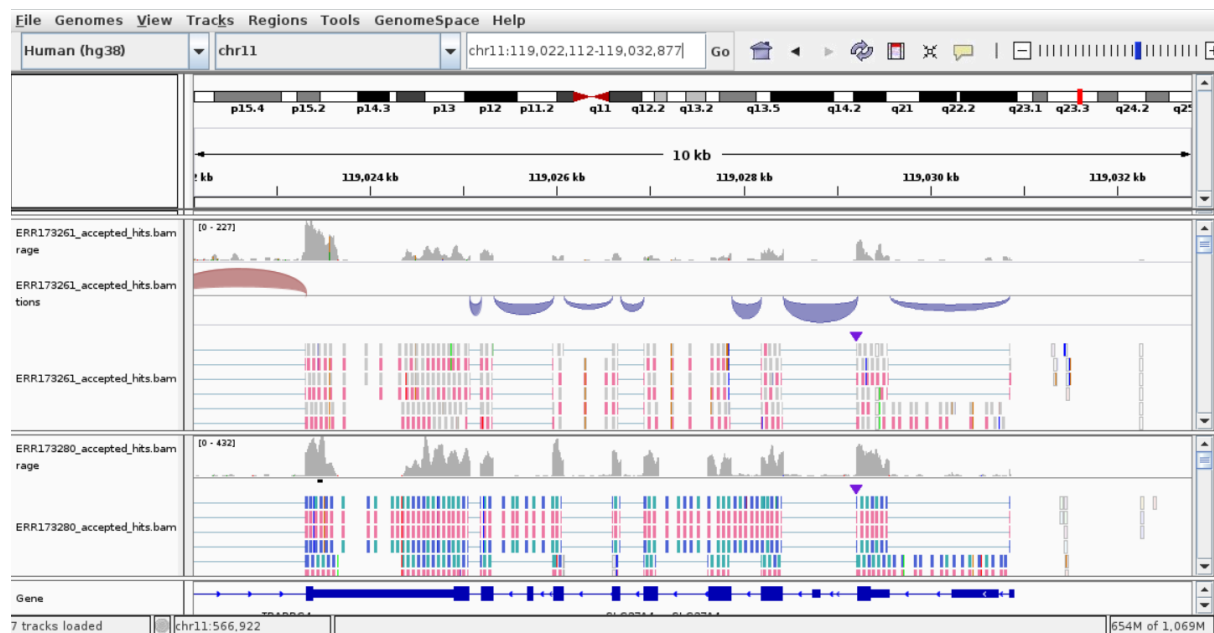 File Genomes View Tracks Regions Tools GenomeSpace Help
Human (hg38) chr11 chr11:119,022,112-119,032,877 Go
p15.4 p15.2 p14.3 p13 p12 p11.2 q11 q12.2 q13.2 q13.5 q14.2 q21 q22.2 q23.1 q23.3 q24.2 q25
10 kb
2 kb 119,024 kb 119,026 kb 119,028 kb 119,030 kb 119,032 kb
ERR173261_accepted_hits.bam
rage
[0 - 227]
ERR173261_accepted_hits.bam
tions
ERR173261_accepted_hits.bam
ERR173280_accepted_hits.bam
rage
[0 - 432]
ERR173280_accepted_hits.bam
Gene
7 tracks loaded chr11:566,922 654M of 1,069M